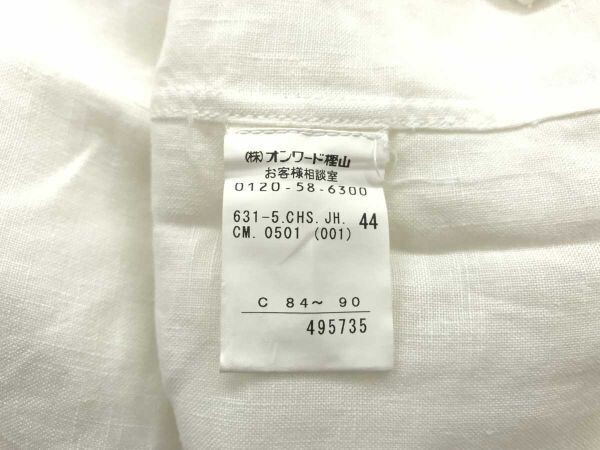 (株)オンワード樫山
お客様相談室
0120-58-6300
631-5.CHS.JH. 44
CM.0501 (001)
C 84~ 90
495735